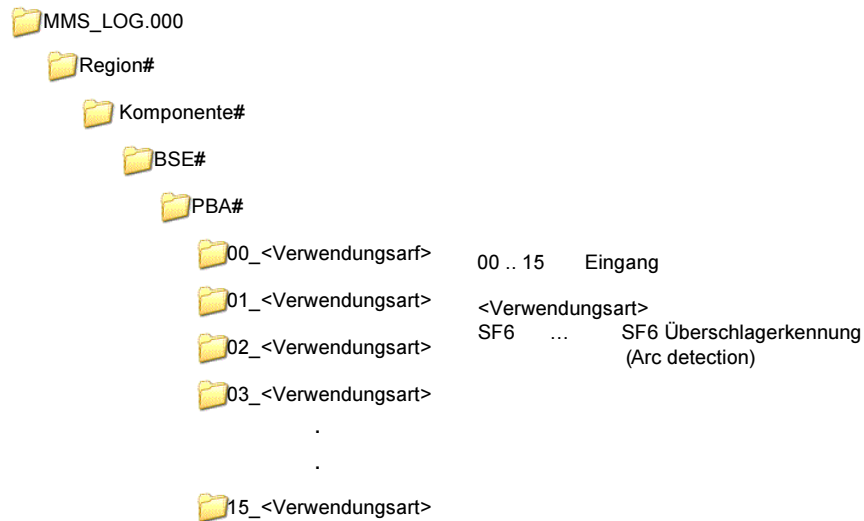 MMS_LOG.000
Region#
Komponente#
BSE#
PBA#
00_<Verwendungsarf>
01_<Verwendungsart>
02_<Verwendungsart>
03_<Verwendungsart>
.
.
15_<Verwendungsart>
00 .. 15 Eingang
<Verwendungsart>
SF6 … SF6 Überschlagerkennung
(Arc detection)